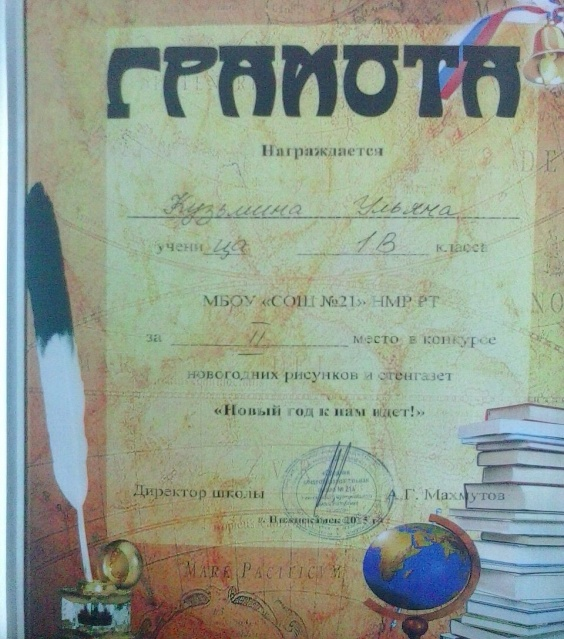 ГРАМОТА
Награждается
Кузьмина Ульяна
учени ца 1В класса
МБОУ «СОШ №21» НМР РТ
за II место в конкурсе
новогодних рисунков и стенгазет
«Новый год к нам идет!»
Директор школы А.Г. Махмутов
г. Нижнекамск 2015 г.
MARE PACIFICUM